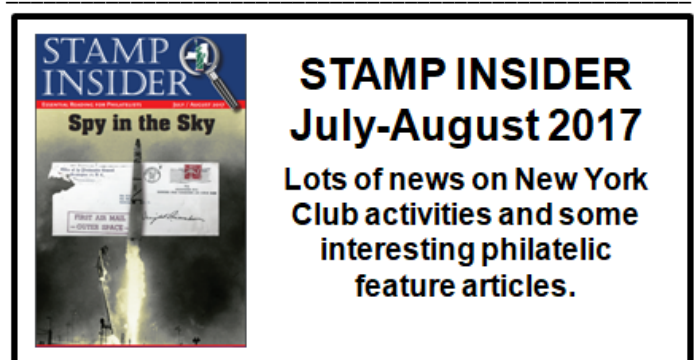 STAMP
INSIDER
ESSENTIAL READING FOR PHILATELISTS JULY / AUGUST 2017
Spy in the Sky
FIRST AIR MAIL
OUTER SPACE
STAMP INSIDER
July-August 2017
Lots of news on New York
Club activities and some
interesting philatelic
feature articles.